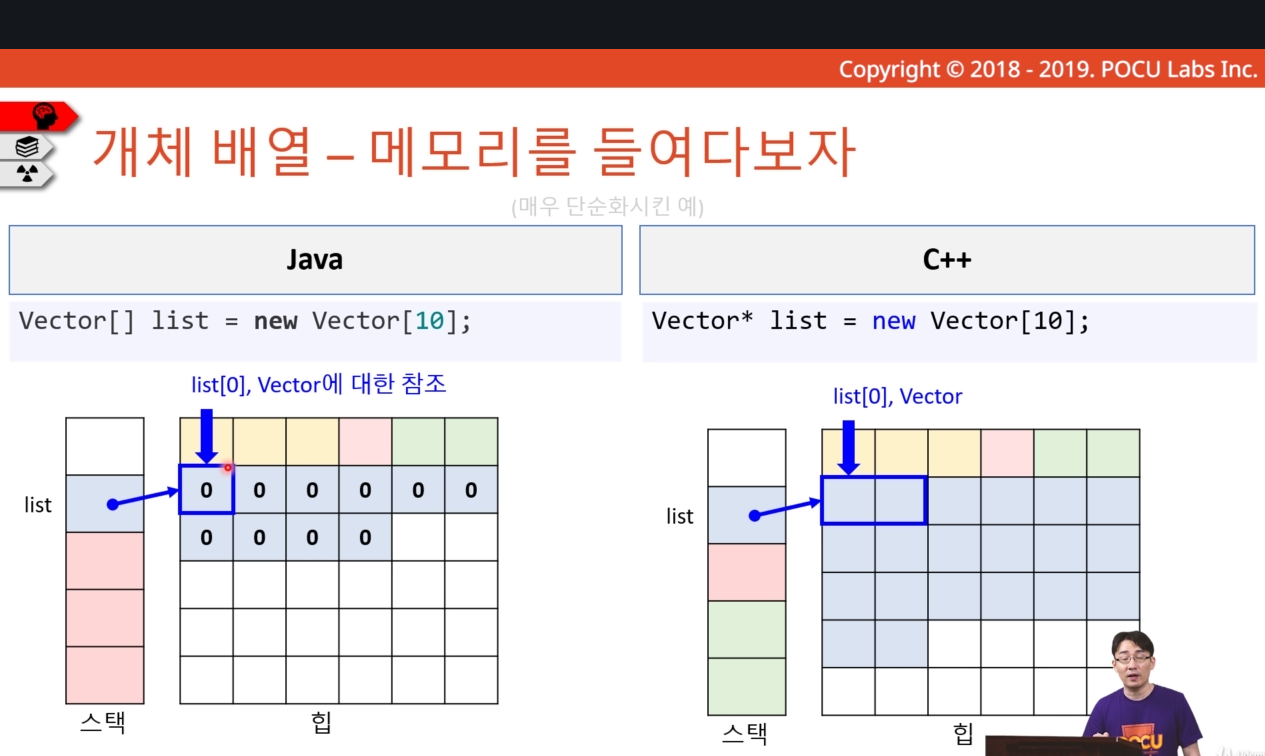 Copyright © 2018 - 2019. POCU Labs Inc.
개체 배열 – 메모리를 들여다보자
(매우 단순화시킨 예)
Java
C++
Vector[] list = new Vector[10];
Vector* list = new Vector[10];
list[0], Vector에 대한 참조
list[0], Vector
list
0 0 0 0 0 0
0 0 0 0
list
스택
힙
스택
힙